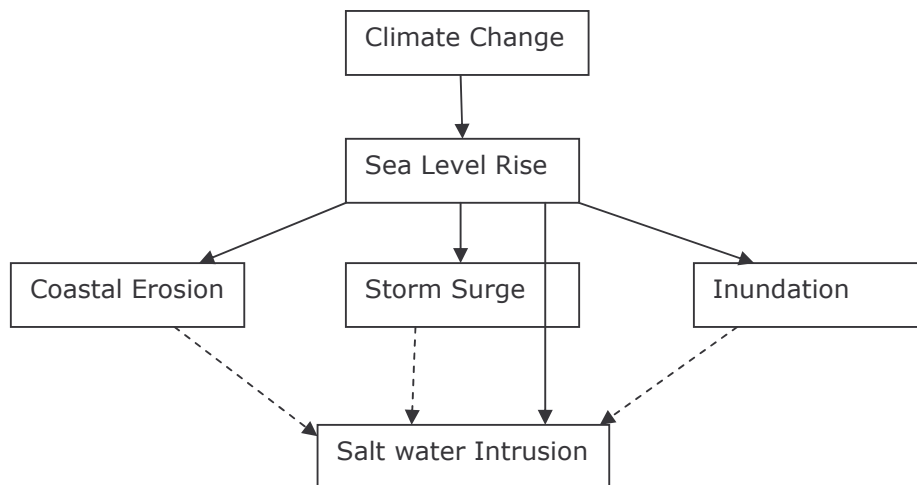 Climate Change
Sea Level Rise
Coastal Erosion
Storm Surge
Inundation
Salt water Intrusion